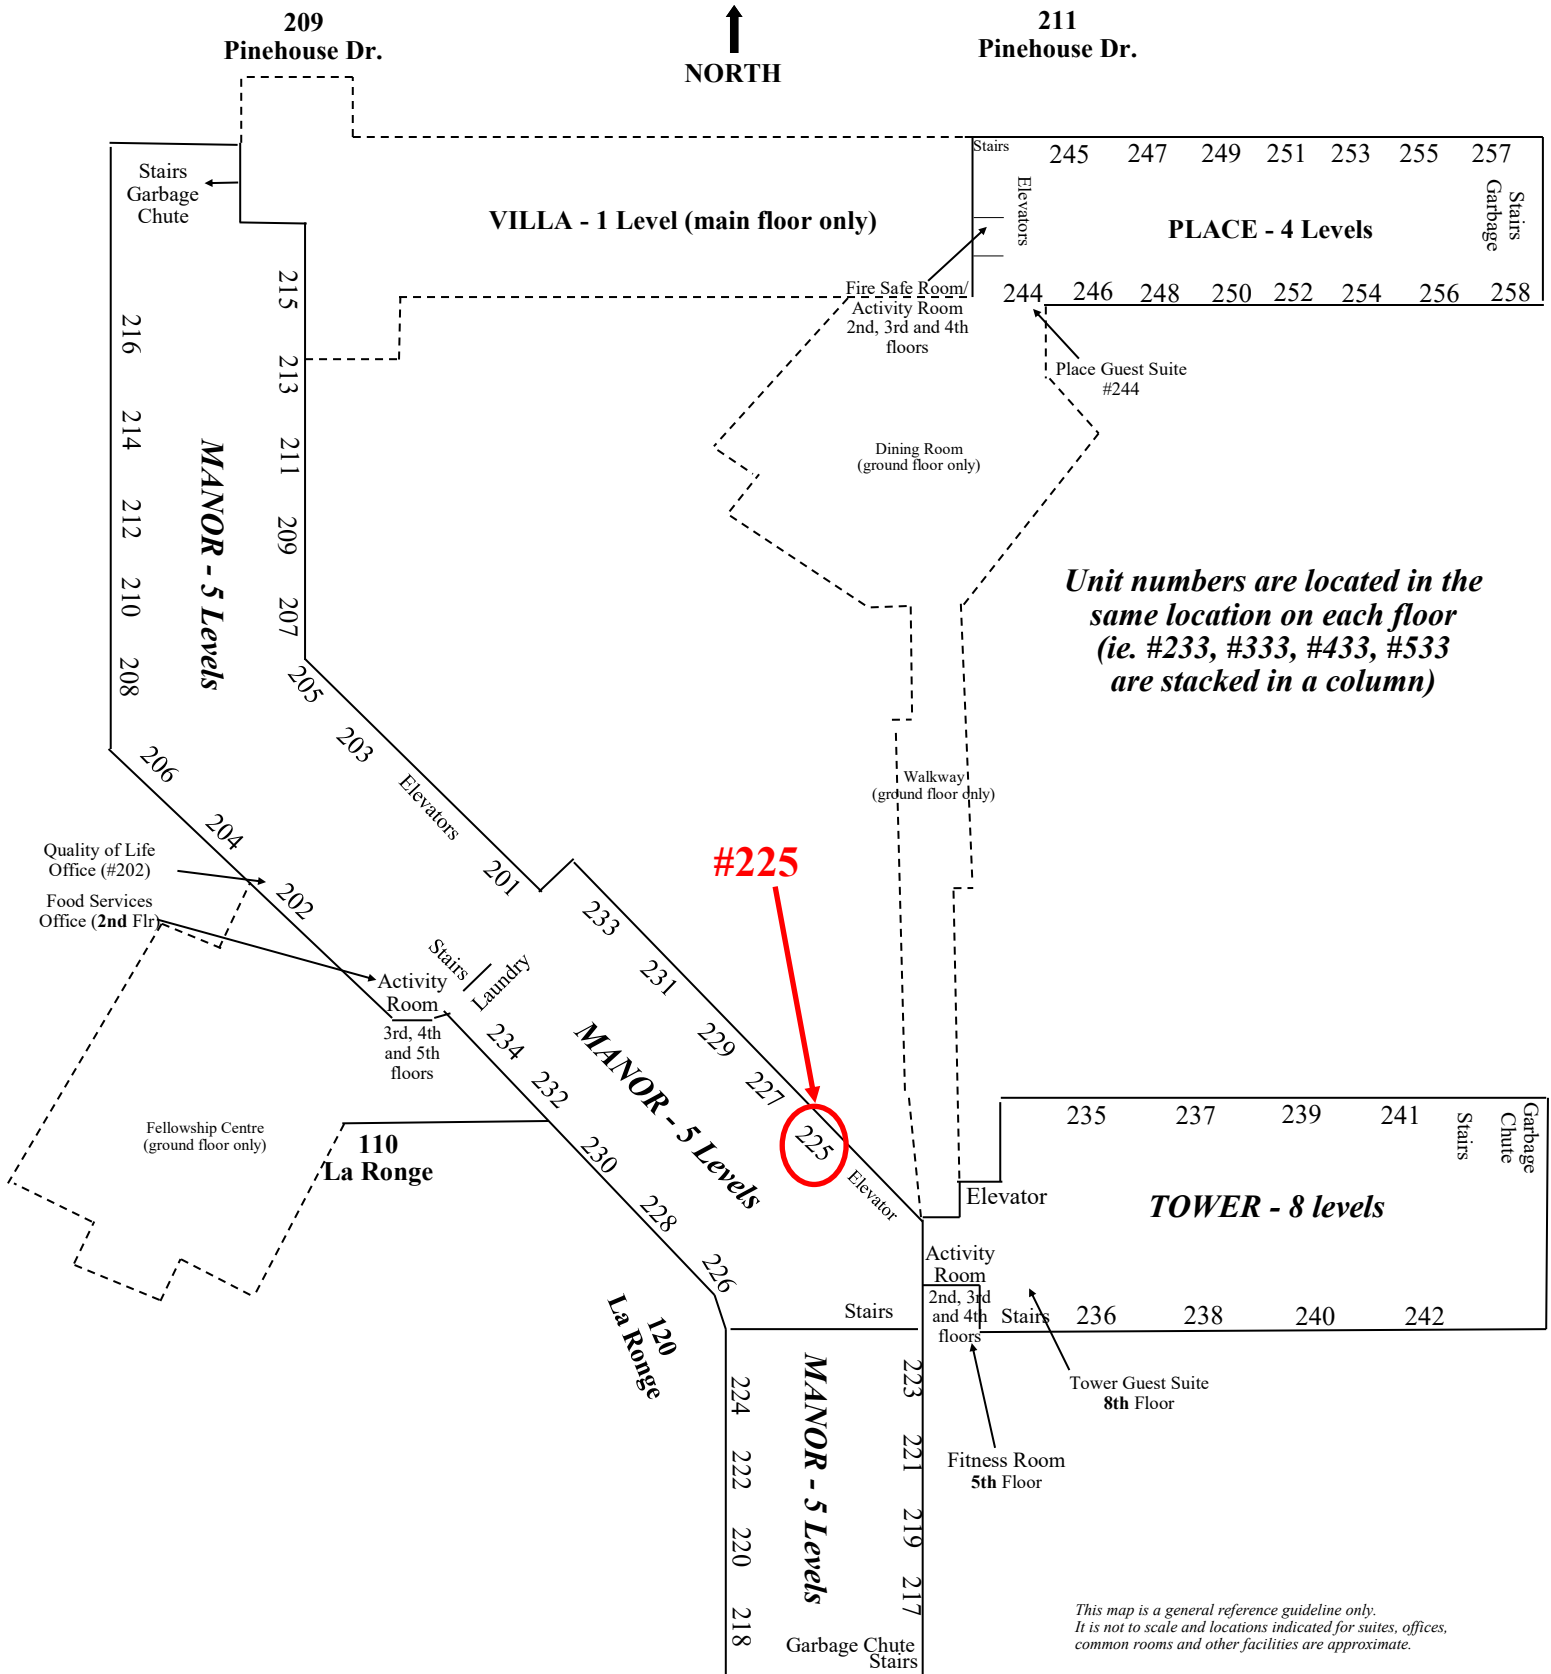 209
Pinehouse Dr.
NORTH
211
Pinehouse Dr.
Stairs
Garbage
Chute
VILLA - 1 Level (main floor only)
Stairs
Elevators
245 247 249 251 253 255 257
PLACE - 4 Levels
Stairs
Garbage
244 246 248 250 252 254 256 258
Fire Safe Room/
Activity Room
2nd, 3rd and 4th
floors
Place Guest Suite
#244
Dining Room
(ground floor only)
215
213
211
209
207
205
203
Elevators
201
216
214
212
210
208
206
204
202
MANOR - 5 Levels
Unit numbers are located in the
same location on each floor
(ie. #233, #333, #433, #533
are stacked in a column)
Walkway
(ground floor only)
Quality of Life
Office (#202)
Food Services
Office (2nd Flr)
#225
Stairs
Laundry
Activity
Room
3rd, 4th
and 5th
floors
233
231
229
227
225
Elevator
234
232
230
228
226
MANOR - 5 Levels
Fellowship Centre
(ground floor only)
110
La Ronge
120
La Ronge
235 237 239 241
Stairs
Garbage
Chute
Elevator
TOWER - 8 levels
Activity
Room
2nd, 3rd
and 4th
floors
Stairs
236 238 240 242
Stairs
Tower Guest Suite
8th Floor
Fitness Room
5th Floor
224
222
220
218
MANOR - 5 Levels
223
221
219
217
Garbage Chute
Stairs
This map is a general reference guideline only.
It is not to scale and locations indicated for suites, offices,
common rooms and other facilities are approximate.